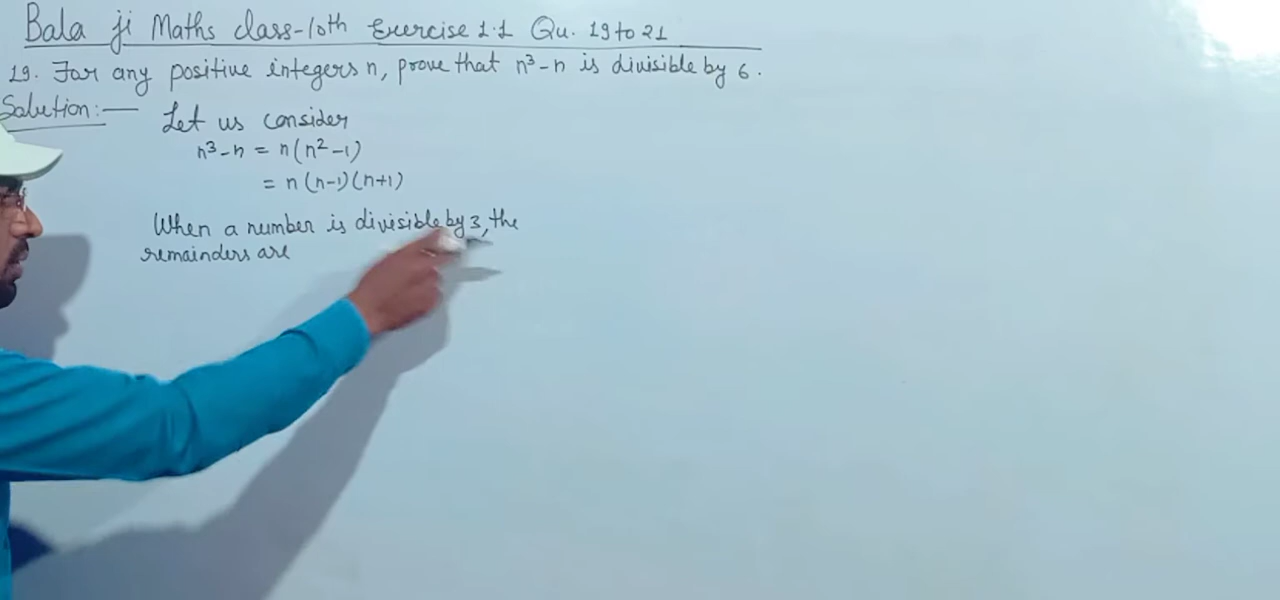 Bala ji Maths class-10th Exercise 1.1 Qu. 19 to 21
19. For any positive integers n, prove that n³-n is divisible by 6.
Solution:—
Let us consider
n³-n = n(n²-1)
= n(n-1)(n+1)
When a number is divisible by 3, the
remainders are